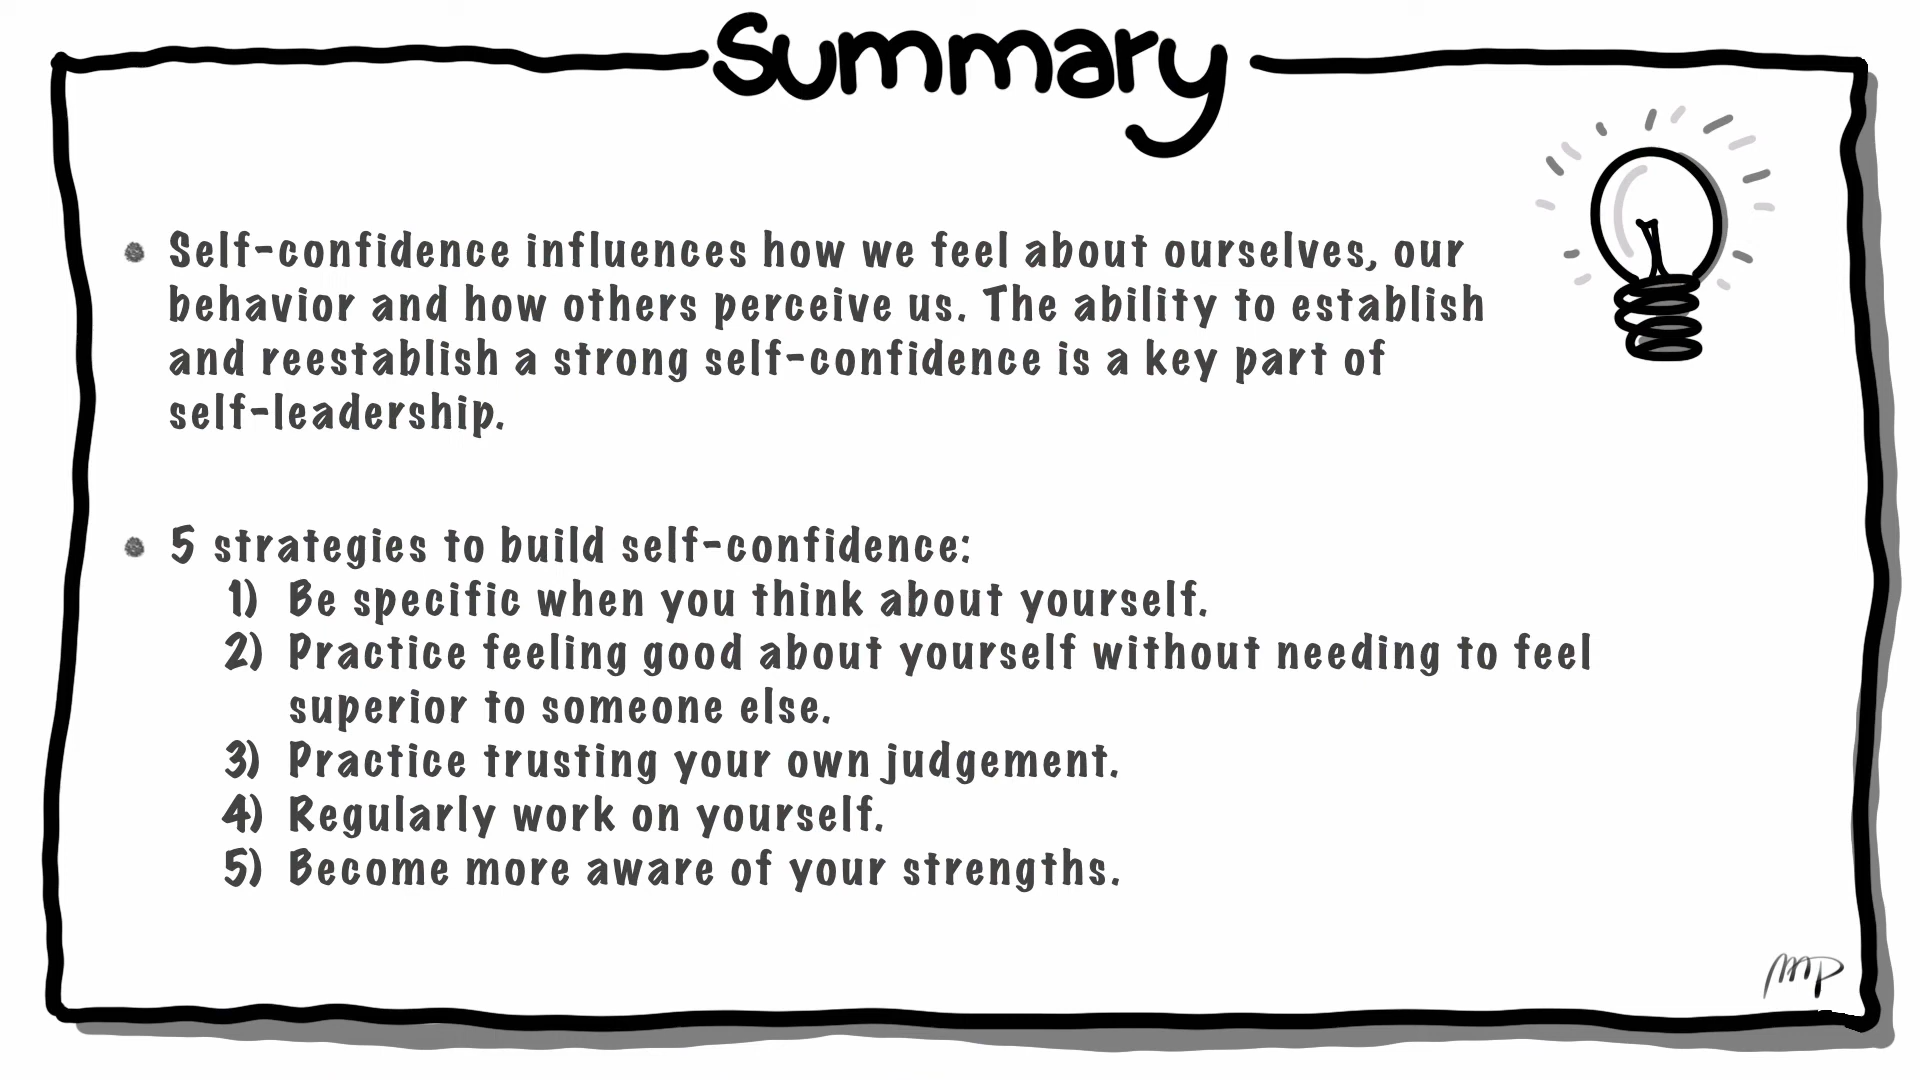 Summary
Self-confidence influences how we feel about ourselves, our
behavior and how others perceive us. The ability to establish
and reestablish a strong self-confidence is a key part of
self-leadership.
5 strategies to build self-confidence:
1) Be specific when you think about yourself.
2) Practice feeling good about yourself without needing to feel
superior to someone else.
3) Practice trusting your own judgement.
4) Regularly work on yourself.
5) Become more aware of your strengths.
MP